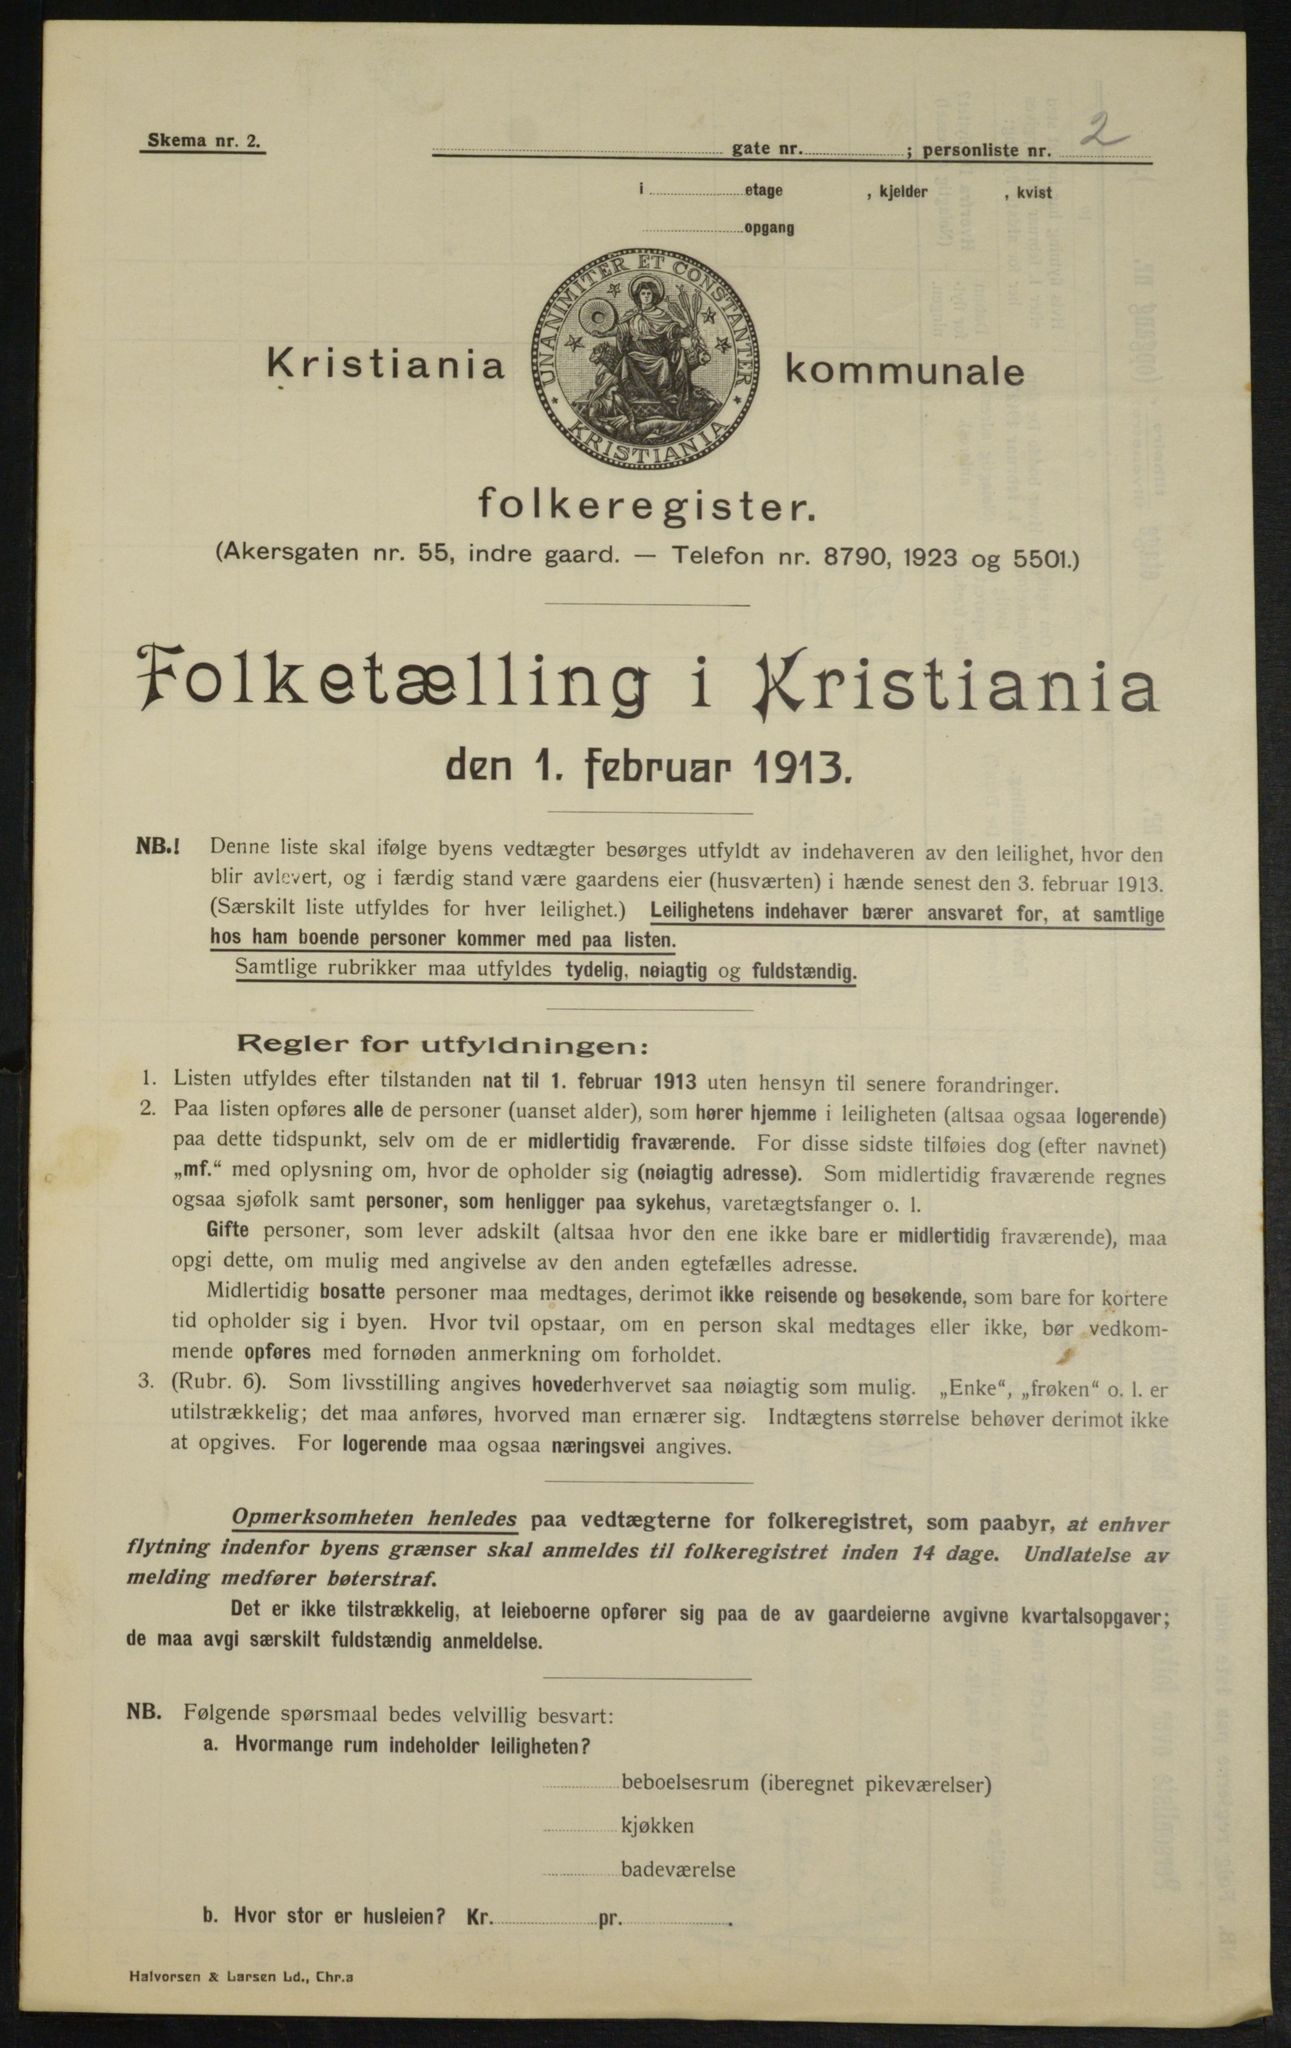 Skema nr. 2.
gate nr. ; personliste nr. 2
i etage , kjelder , kvist
opgang
UNANIMITER ET CONSTANTER
KRISTIANIA
Kristiania kommunale
folkeregister.
(Akersgaten nr. 55, indre gaard. — Telefon nr. 8790, 1923 og 5501.)
Folketælling i Kristiania
den 1. februar 1913.
NB.! Denne liste skal ifølge byens vedtægter besørges utfyldt av indehaveren av den leilighet, hvor den
blir avlevert, og i færdig stand være gaardens eier (husværten) i hænde senest den 3. februar 1913.
(Særskilt liste utfyldes for hver leilighet.) Leilighetens indehaver bærer ansvaret for, at samtlige
hos ham boende personer kommer med paa listen.
Samtlige rubrikker maa utfyldes tydelig, nøiagtig og fuldstændig.
Regler for utfyldningen:
1. Listen utfyldes efter tilstanden nat til 1. februar 1913 uten hensyn til senere forandringer.
2. Paa listen opføres alle de personer (uanset alder), som hører hjemme i leiligheten (altsaa ogsaa logerende)
paa dette tidspunkt, selv om de er midlertidig fraværende. For disse sidste tilføies dog (efter navnet)
„mf.“ med oplysning om, hvor de opholder sig (nøiagtig adresse). Som midlertidig fraværende regnes
ogsaa sjøfolk samt personer, som henligger paa sykehus, varetægtsfanger o. l.
Gifte personer, som lever adskilt (altsaa hvor den ene ikke bare er midlertidig fraværende), maa
opgi dette, om mulig med angivelse av den anden egtefælles adresse.
Midlertidig bosatte personer maa medtages, derimot ikke reisende og besøkende, som bare for kortere
tid opholder sig i byen. Hvor tvil opstaar, om en person skal medtages eller ikke, bør vedkom-
mende opføres med fornøden anmerkning om forholdet.
3. (Rubr. 6). Som livsstilling angives hovederhvervet saa nøiagtig som mulig. „Enke“, „frøken“ o. l. er
utilstrækkelig; det maa anføres, hvorved man ernærer sig. Indtægtens størrelse behøver derimot ikke
at opgives. For logerende maa ogsaa næringsvei angives.
Opmerksomheten henledes paa vedtægterne for folkeregistret, som paabyr, at enhver
flytning indenfor byens grænser skal anmeldes til folkeregistret inden 14 dage. Undlatelse av
melding medfører bøterstraf.
Det er ikke tilstrækkelig, at leieboerne opfører sig paa de av gaardeierne avgivne kvartalsopgaver;
de maa avgi særskilt fuldstændig anmeldelse.
NB. Følgende spørsmaal bedes velvillig besvart:
a. Hvormange rum indeholder leiligheten?
beboelsesrum (iberegnet pikeværelser)
kjøkken
badeværelse
b. Hvor stor er husleien? Kr. pr. .
Halvorsen & Larsen Ld., Chr.a